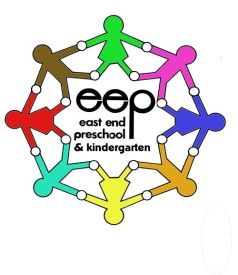 eep
east end
preschool
& kindergarten